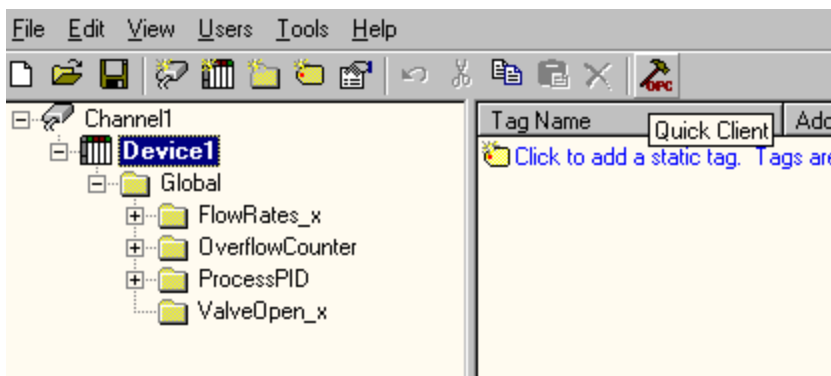 File Edit View Users Tools Help
OPC
Channel1
Device1
Global
FlowRates_x
OverflowCounter
ProcessPID
ValveOpen_x
Tag Name
Quick Client
Click to add a static tag. Tags